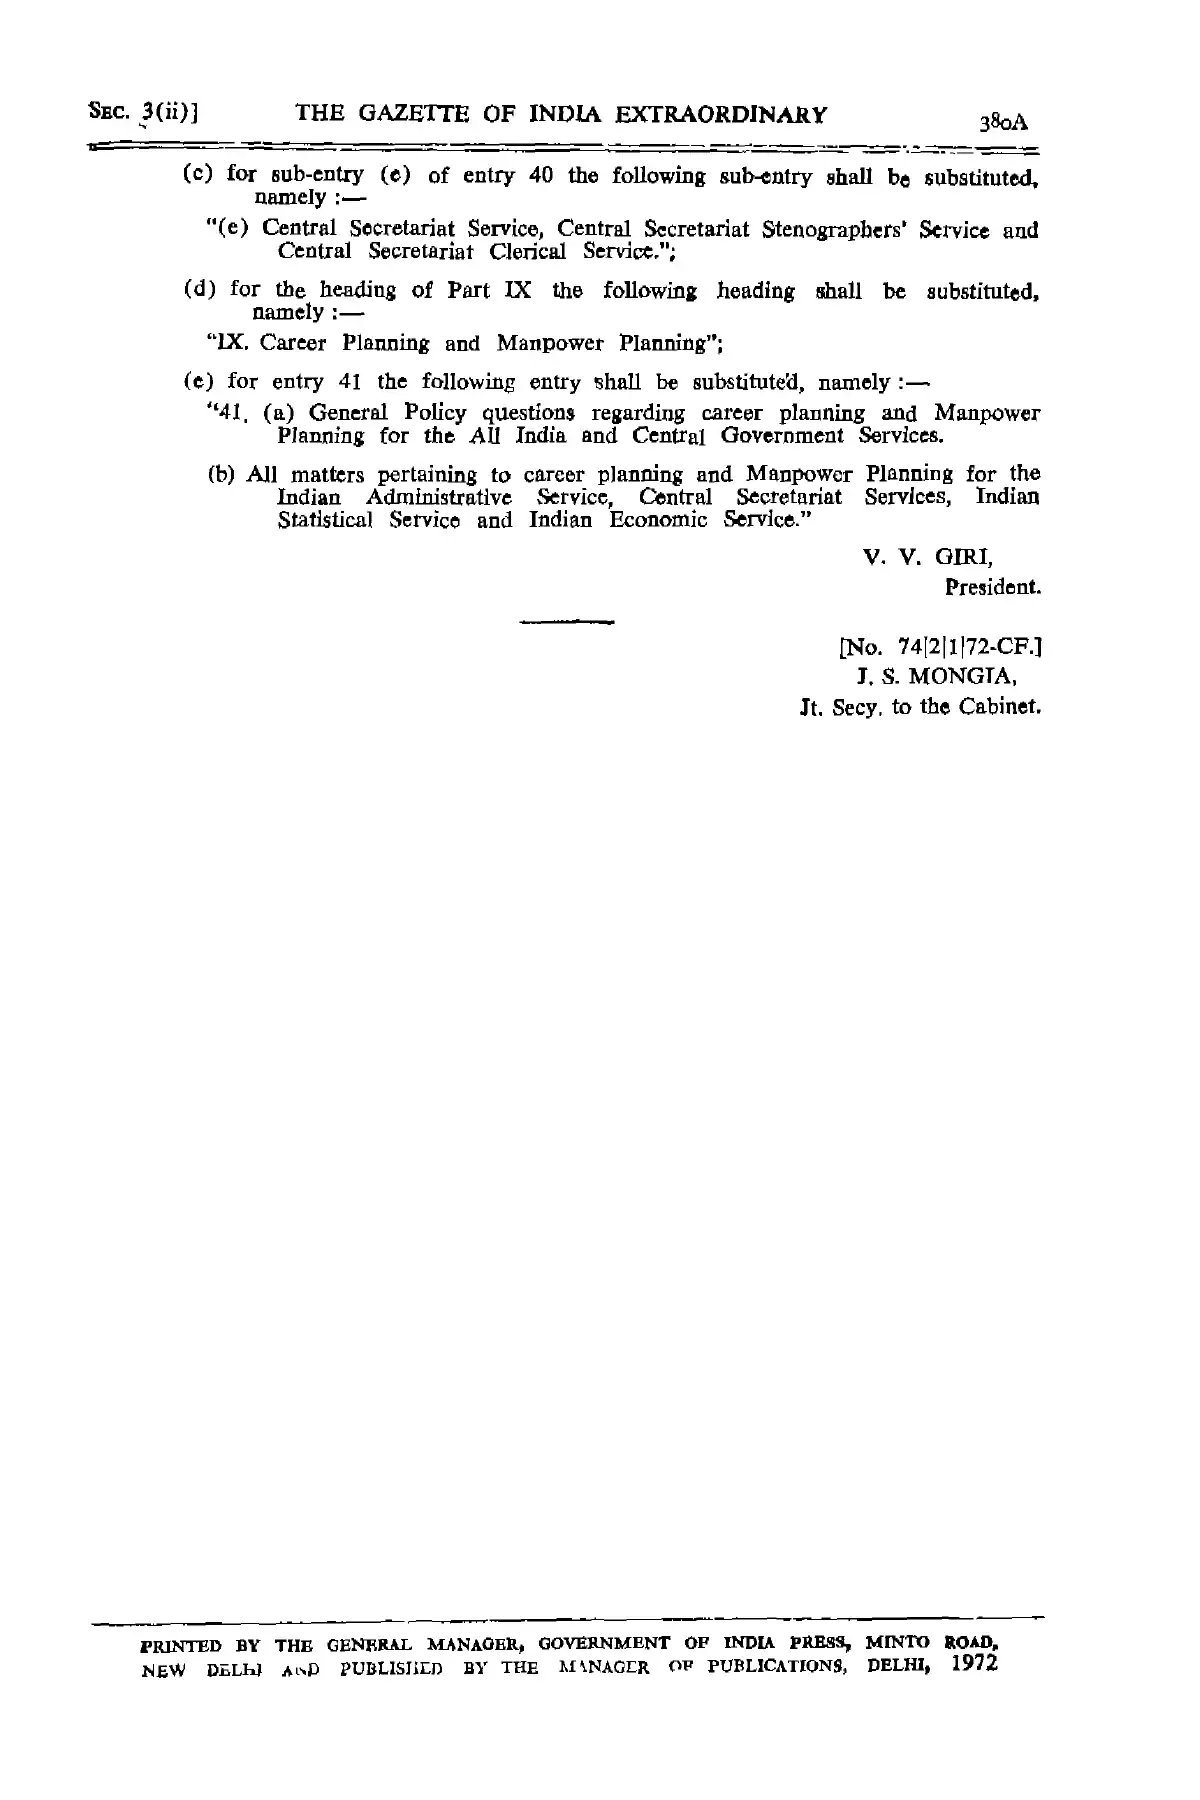 SEC. 3(ii)] THE GAZETTE OF INDIA EXTRAORDINARY 380A
(c) for sub-entry (e) of entry 40 the following sub-entry shall be substituted,
namely :—
"(e) Central Secretariat Service, Central Secretariat Stenographers' Service and
Central Secretariat Clerical Service.";
(d) for the heading of Part IX the following heading shall be substituted,
namely :—
"IX. Career Planning and Manpower Planning";
(e) for entry 41 the following entry shall be substituted, namely :—
"41. (a) General Policy questions regarding career planning and Manpower
Planning for the All India and Central Government Services.
(b) All matters pertaining to career planning and Manpower Planning for the
Indian Administrative Service, Central Secretariat Services, Indian
Statistical Service and Indian Economic Service."
V. V. GIRI,
President.
[No. 74|2|1|72-CF.]
J. S. MONGIA,
Jt. Secy. to the Cabinet.
PRINTED BY THE GENERAL MANAGER, GOVERNMENT OF INDIA PRESS, MINTO ROAD,
NEW DELHI AND PUBLISHED BY THE MANAGER OF PUBLICATIONS, DELHI, 1972